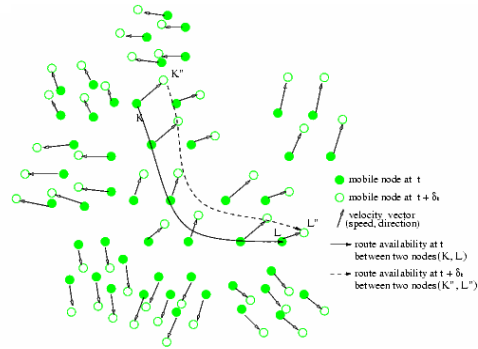 K"
K
mobile node at t
mobile node at t + δₜ
velocity vector
(speed, direction)
L"
L
route availability at t
between two nodes(K, L)
route availability at t + δₜ
between two nodes(K", L")